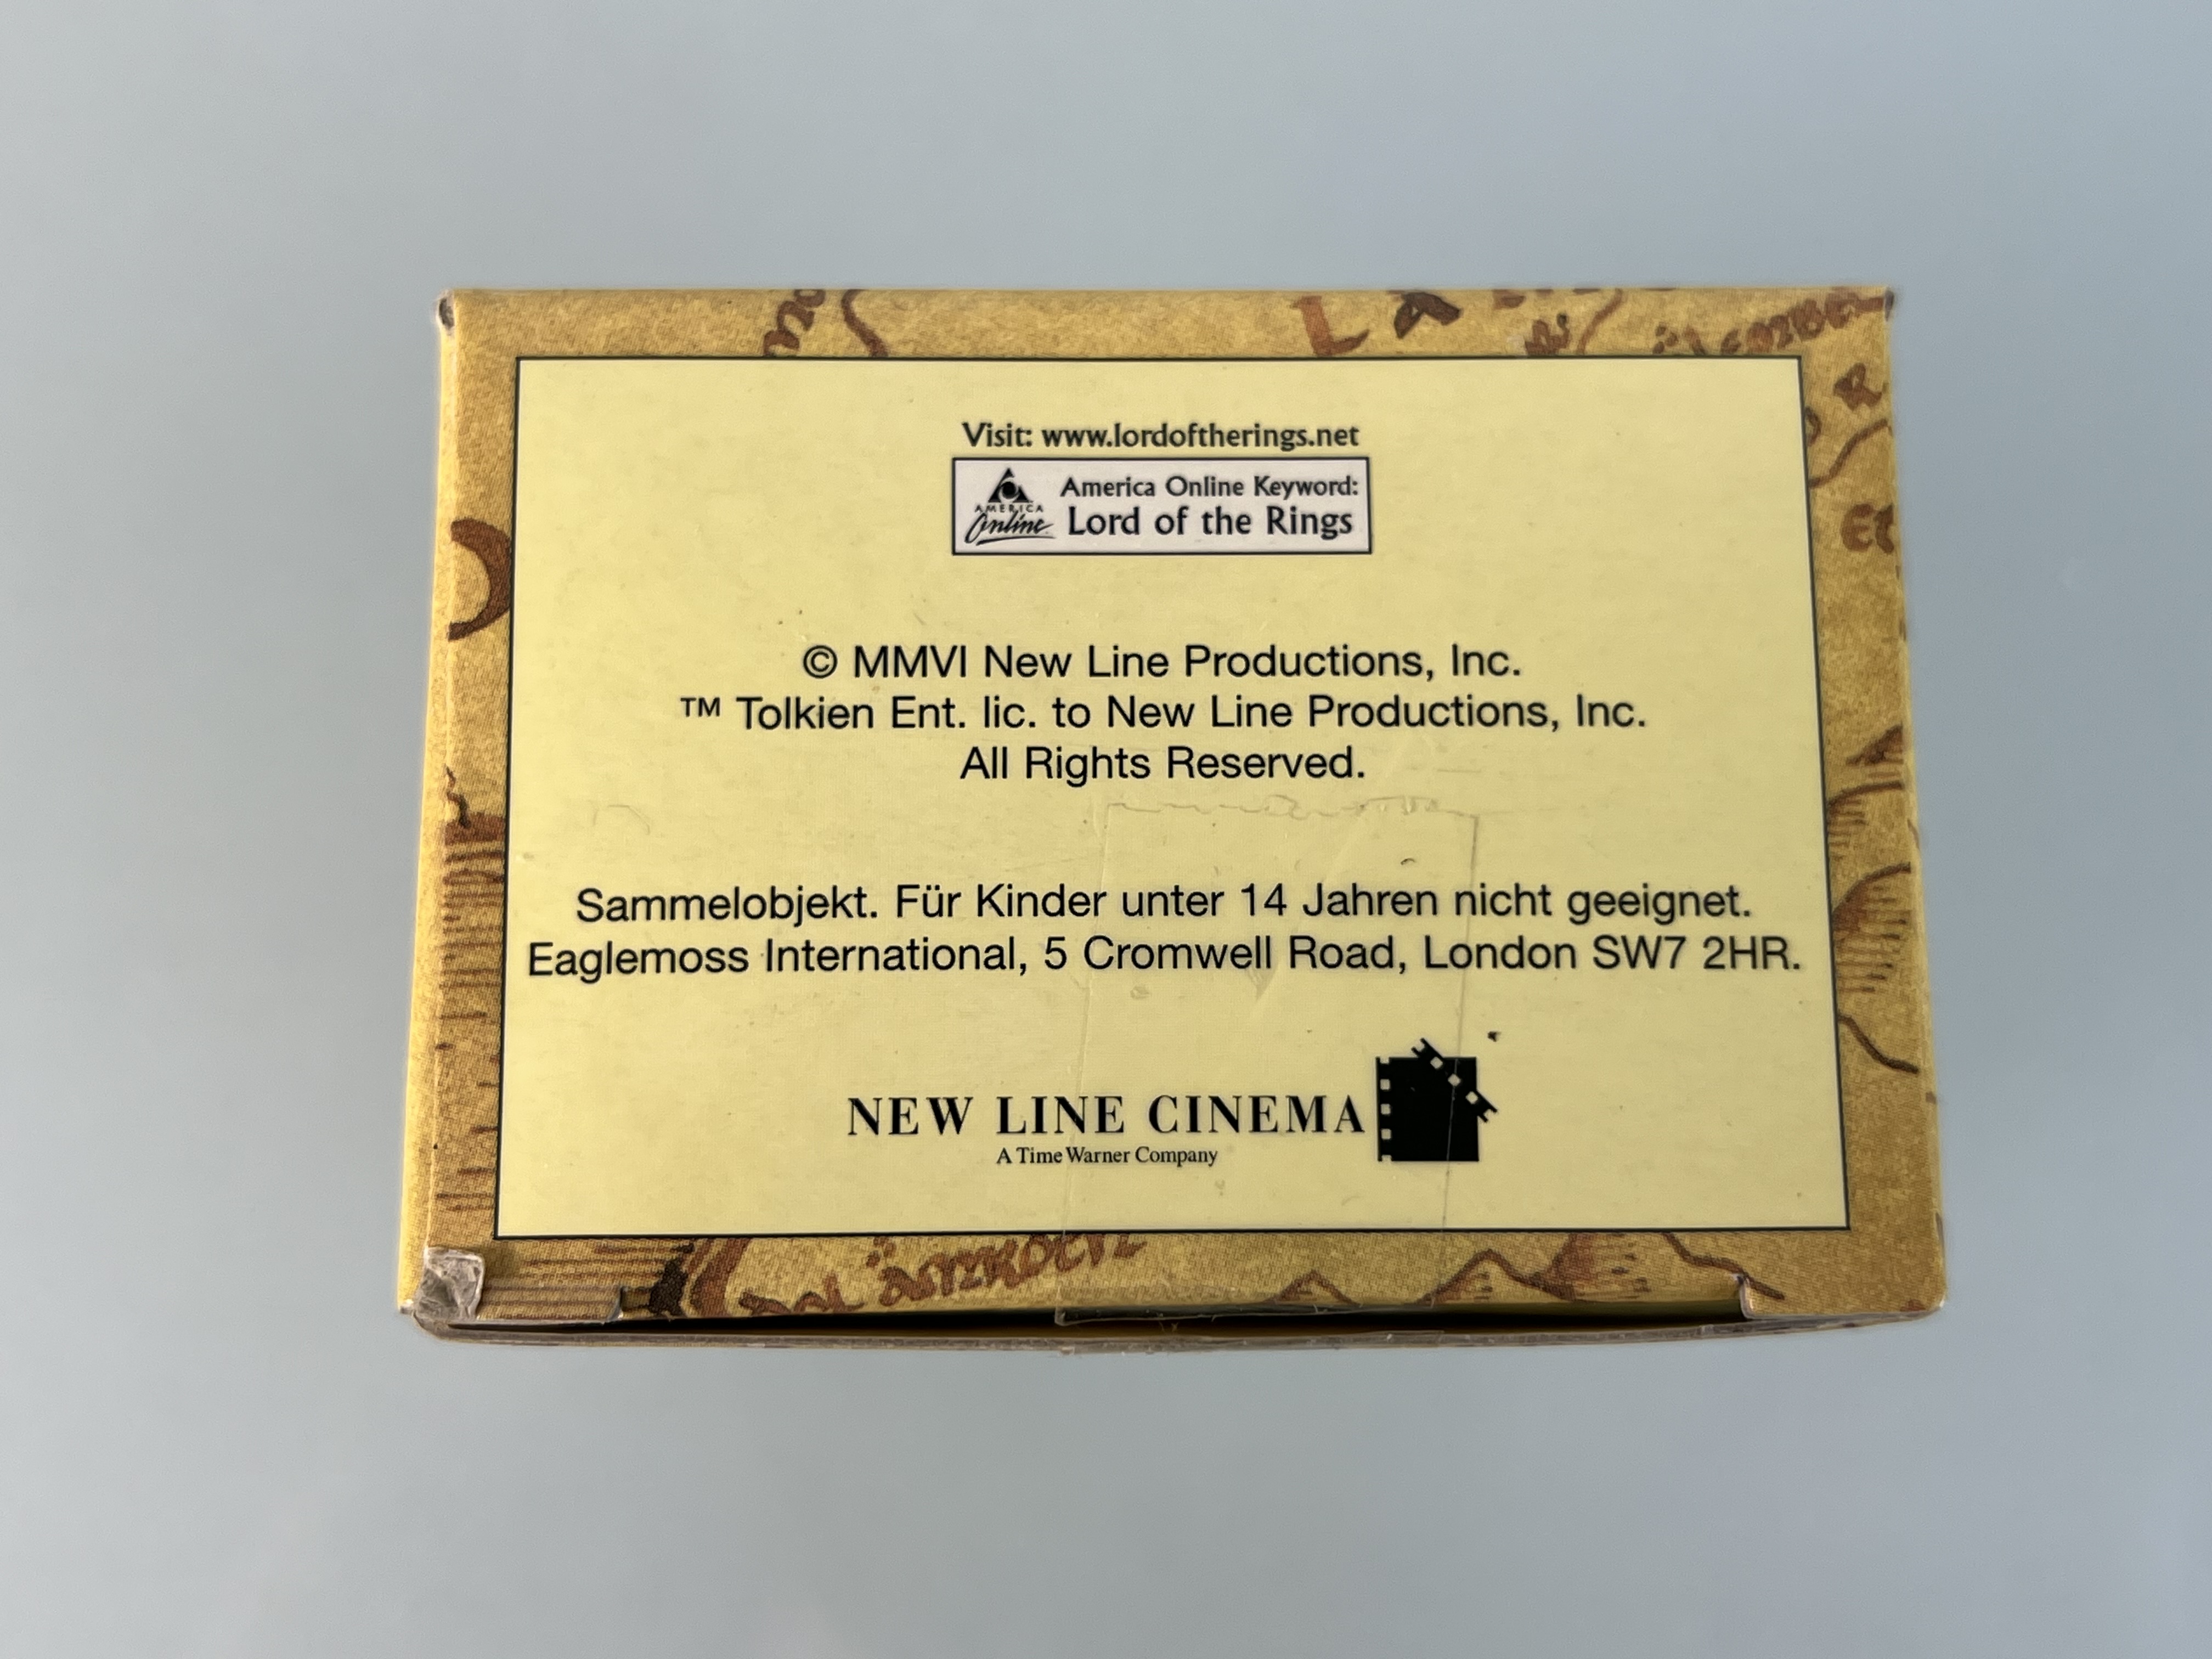 Visit: www.lordoftherings.net
AMERICA Online America Online Keyword:
Lord of the Rings
© MMVI New Line Productions, Inc.
™ Tolkien Ent. lic. to New Line Productions, Inc.
All Rights Reserved.
Sammelobjekt. Für Kinder unter 14 Jahren nicht geeignet.
Eaglemoss International, 5 Cromwell Road, London SW7 2HR.
NEW LINE CINEMA
A Time Warner Company